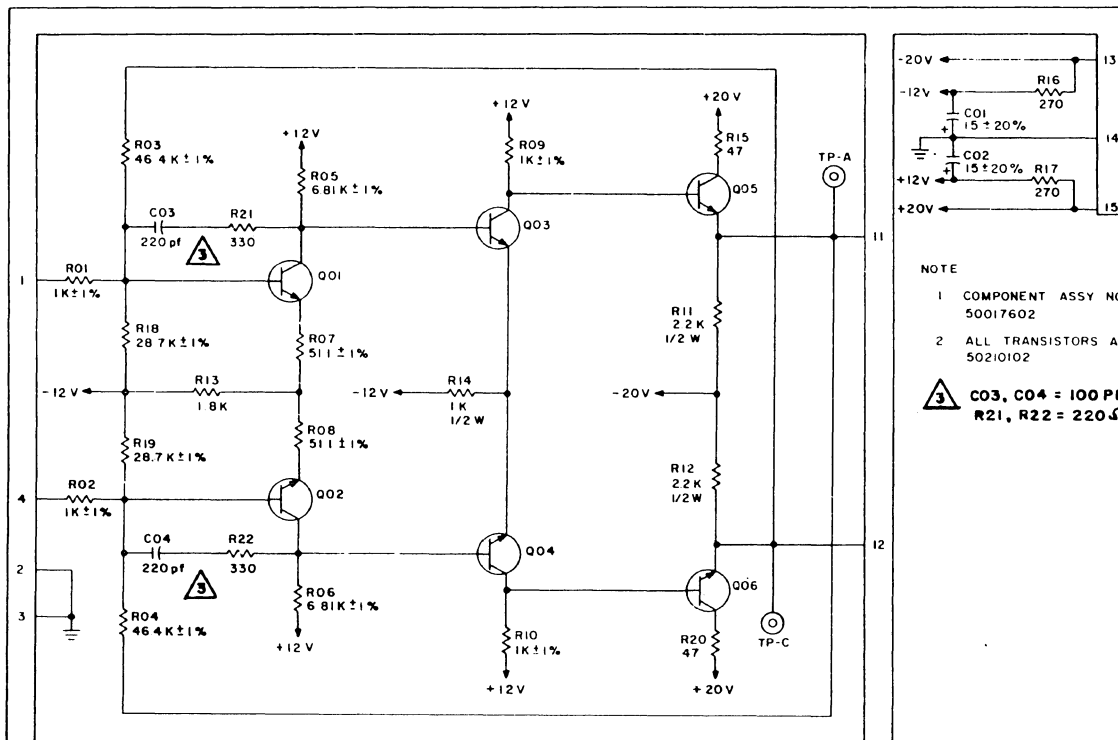 +20V
+12V
+12V
R03
46.4K±1%
R05
6.81K±1%
R09
1K±1%
R15
47
TP-A
Q05
C03
220pf
R21
330
3
Q03
11
1
R01
1K±1%
Q01
R18
28.7K±1%
R07
511±1%
R11
2.2K
1/2W
-12V
R13
1.8K
-12V
R14
1K
1/2W
-20V
R19
28.7K±1%
R08
511±1%
R12
2.2K
1/2W
4
R02
1K±1%
Q02
C04
220pf
R22
330
3
Q04
12
2
Q06
3
R04
46.4K±1%
R06
6.81K±1%
R10
1K±1%
R20
47
TP-C
+12V
+12V
+20V
-20V
13
-12V
R16
270
C01
15±20%
+
14
C02
15±20%
+
+12V
R17
270
+20V
15
NOTE
1 COMPONENT ASSY NO
50017602
2 ALL TRANSISTORS A
50210102
3 C03, C04 = 100 P
R21, R22 = 220Ω